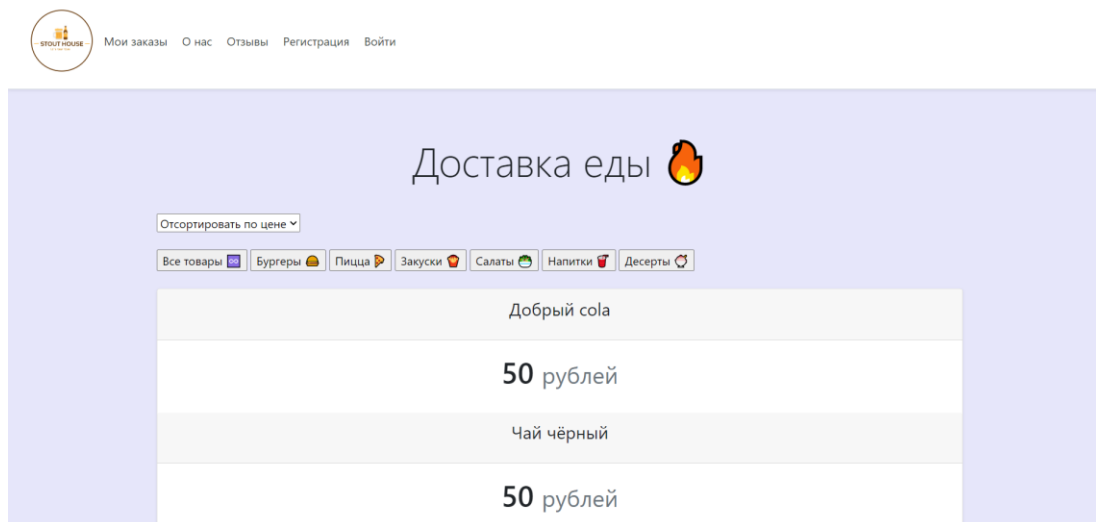 STOUT HOUSE
Мои заказы О нас Отзывы Регистрация Войти
Доставка еды 🔥
Отсортировать по цене
Все товары ♾ Бургеры 🍔 Пицца 🍕 Закуски 🍟 Салаты 🥗 Напитки 🥤 Десерты 🍧
Добрый cola
50 рублей
Чай чёрный
50 рублей